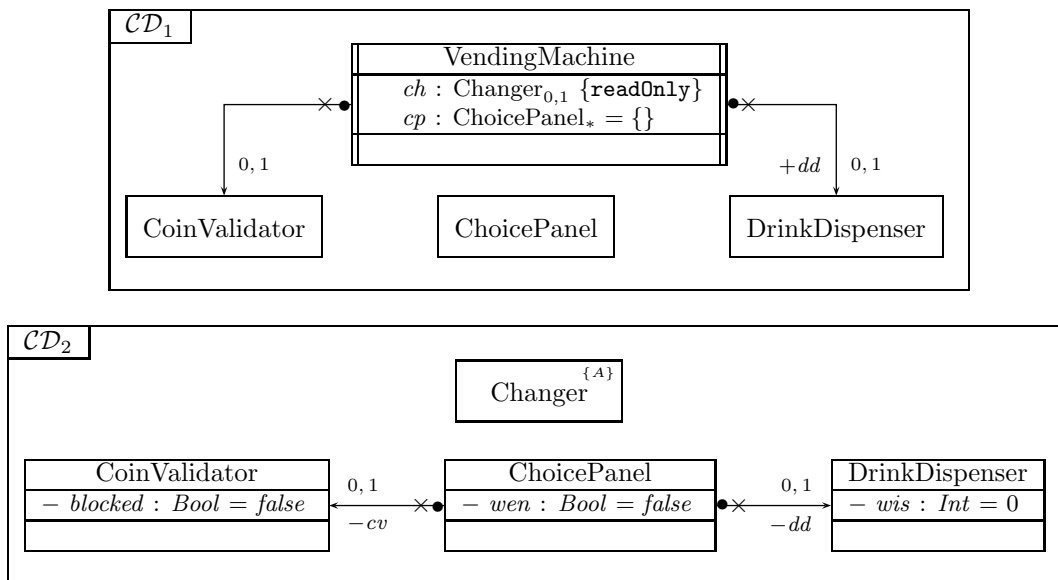 CD₁
VendingMachine
ch : Changer₀,₁ {readOnly}
cp : ChoicePanel* = {}
0, 1
+dd
0, 1
CoinValidator
ChoicePanel
DrinkDispenser
CD₂
Changer {A}
CoinValidator
0, 1
ChoicePanel
0, 1
DrinkDispenser
− blocked : Bool = false
− wen : Bool = false
− wis : Int = 0
−cv
−dd